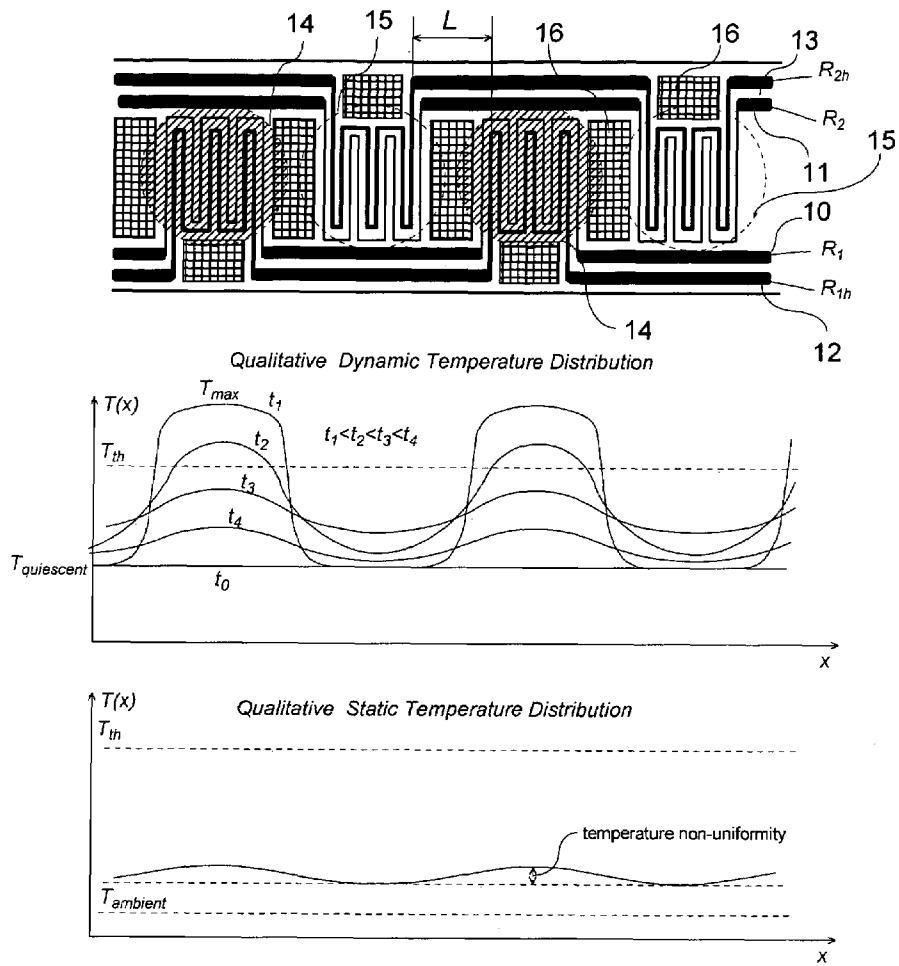 14 15 L 16 16 13
R2h
R2
11
15
10
R1
R1h
14
12
Qualitative Dynamic Temperature Distribution
T(x)
Tmax t1
t2
t1<t2<t3<t4
Tth
t3
t4
Tquiescent
t0
x
T(x)
Qualitative Static Temperature Distribution
Tth
temperature non-uniformity
Tambient
x